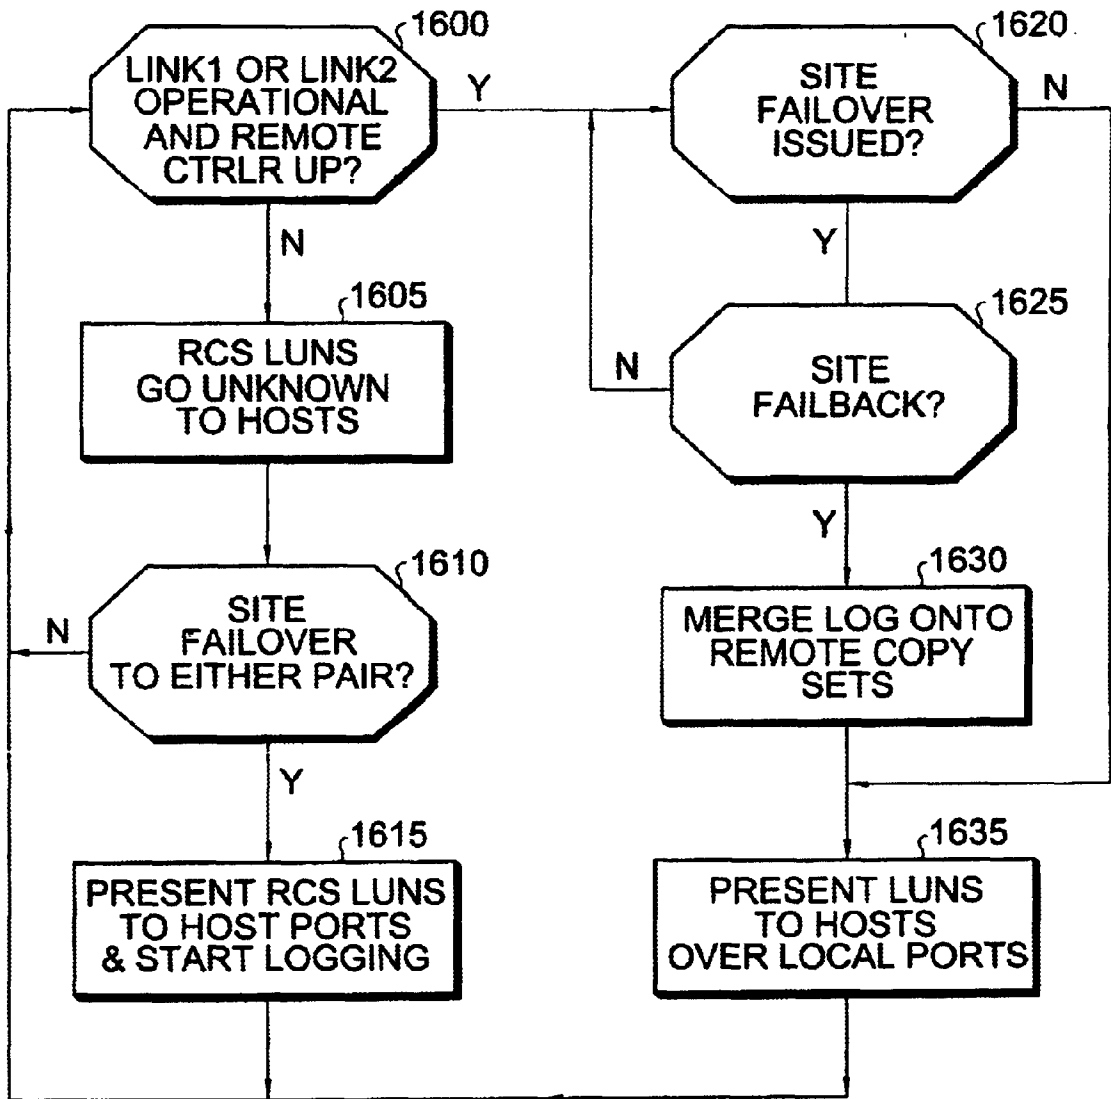 1600
LINK1 OR LINK2
OPERATIONAL
AND REMOTE
CTRLR UP?
Y
N
1605
RCS LUNS
GO UNKNOWN
TO HOSTS
1610
SITE
FAILOVER
TO EITHER PAIR?
N
Y
1615
PRESENT RCS LUNS
TO HOST PORTS
& START LOGGING
1620
SITE
FAILOVER
ISSUED?
N
Y
1625
SITE
FAILBACK?
N
Y
1630
MERGE LOG ONTO
REMOTE COPY
SETS
1635
PRESENT LUNS
TO HOSTS
OVER LOCAL PORTS